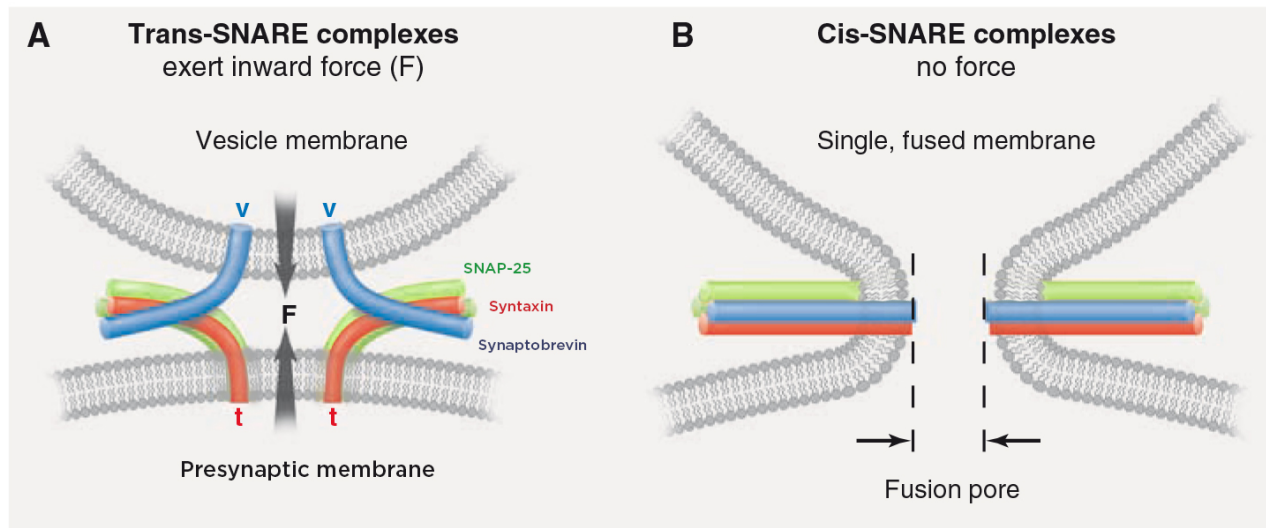 A
Trans-SNARE complexes
exert inward force (F)
Vesicle membrane
v
v
SNAP-25
Syntaxin
F
Synaptobrevin
t
t
Presynaptic membrane
B
Cis-SNARE complexes
no force
Single, fused membrane
Fusion pore